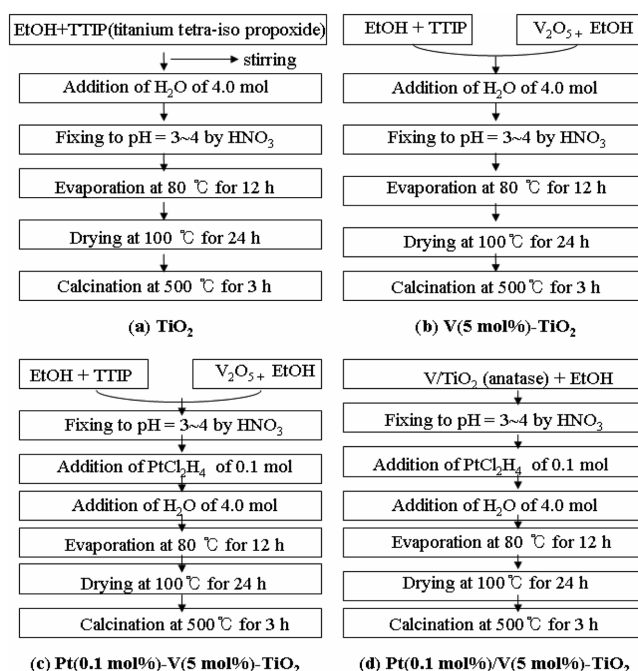 EtOH+TTIP(titanium tetra-iso propoxide)
stirring
Addition of H₂O of 4.0 mol
Fixing to pH = 3~4 by HNO₃
Evaporation at 80 ℃ for 12 h
Drying at 100 ℃ for 24 h
Calcination at 500 ℃ for 3 h
(a) TiO₂
EtOH + TTIP
V₂O₅ + EtOH
Addition of H₂O of 4.0 mol
Fixing to pH = 3~4 by HNO₃
Evaporation at 80 ℃ for 12 h
Drying at 100℃ for 24 h
Calcination at 500℃ for 3 h
(b) V(5 mol%)-TiO₂
EtOH + TTIP
V₂O₅ + EtOH
Fixing to pH = 3~4 by HNO₃
Addition of PtCl₂H₄ of 0.1 mol
Addition of H₂O of 4.0 mol
Evaporation at 80 ℃ for 12 h
Drying at 100℃ for 24 h
Calcination at 500℃ for 3 h
(c) Pt(0.1 mol%)-V(5 mol%)-TiO₂
V/TiO₂ (anatase) + EtOH
Fixing to pH = 3~4 by HNO₃
Addition of PtCl₂H₄ of 0.1 mol
Addition of H₂O of 4.0 mol
Evaporation at 80 ℃ for 12 h
Drying at 100℃ for 24 h
Calcination at 500℃ for 3 h
(d) Pt(0.1 mol%)/V(5 mol%)-TiO₂